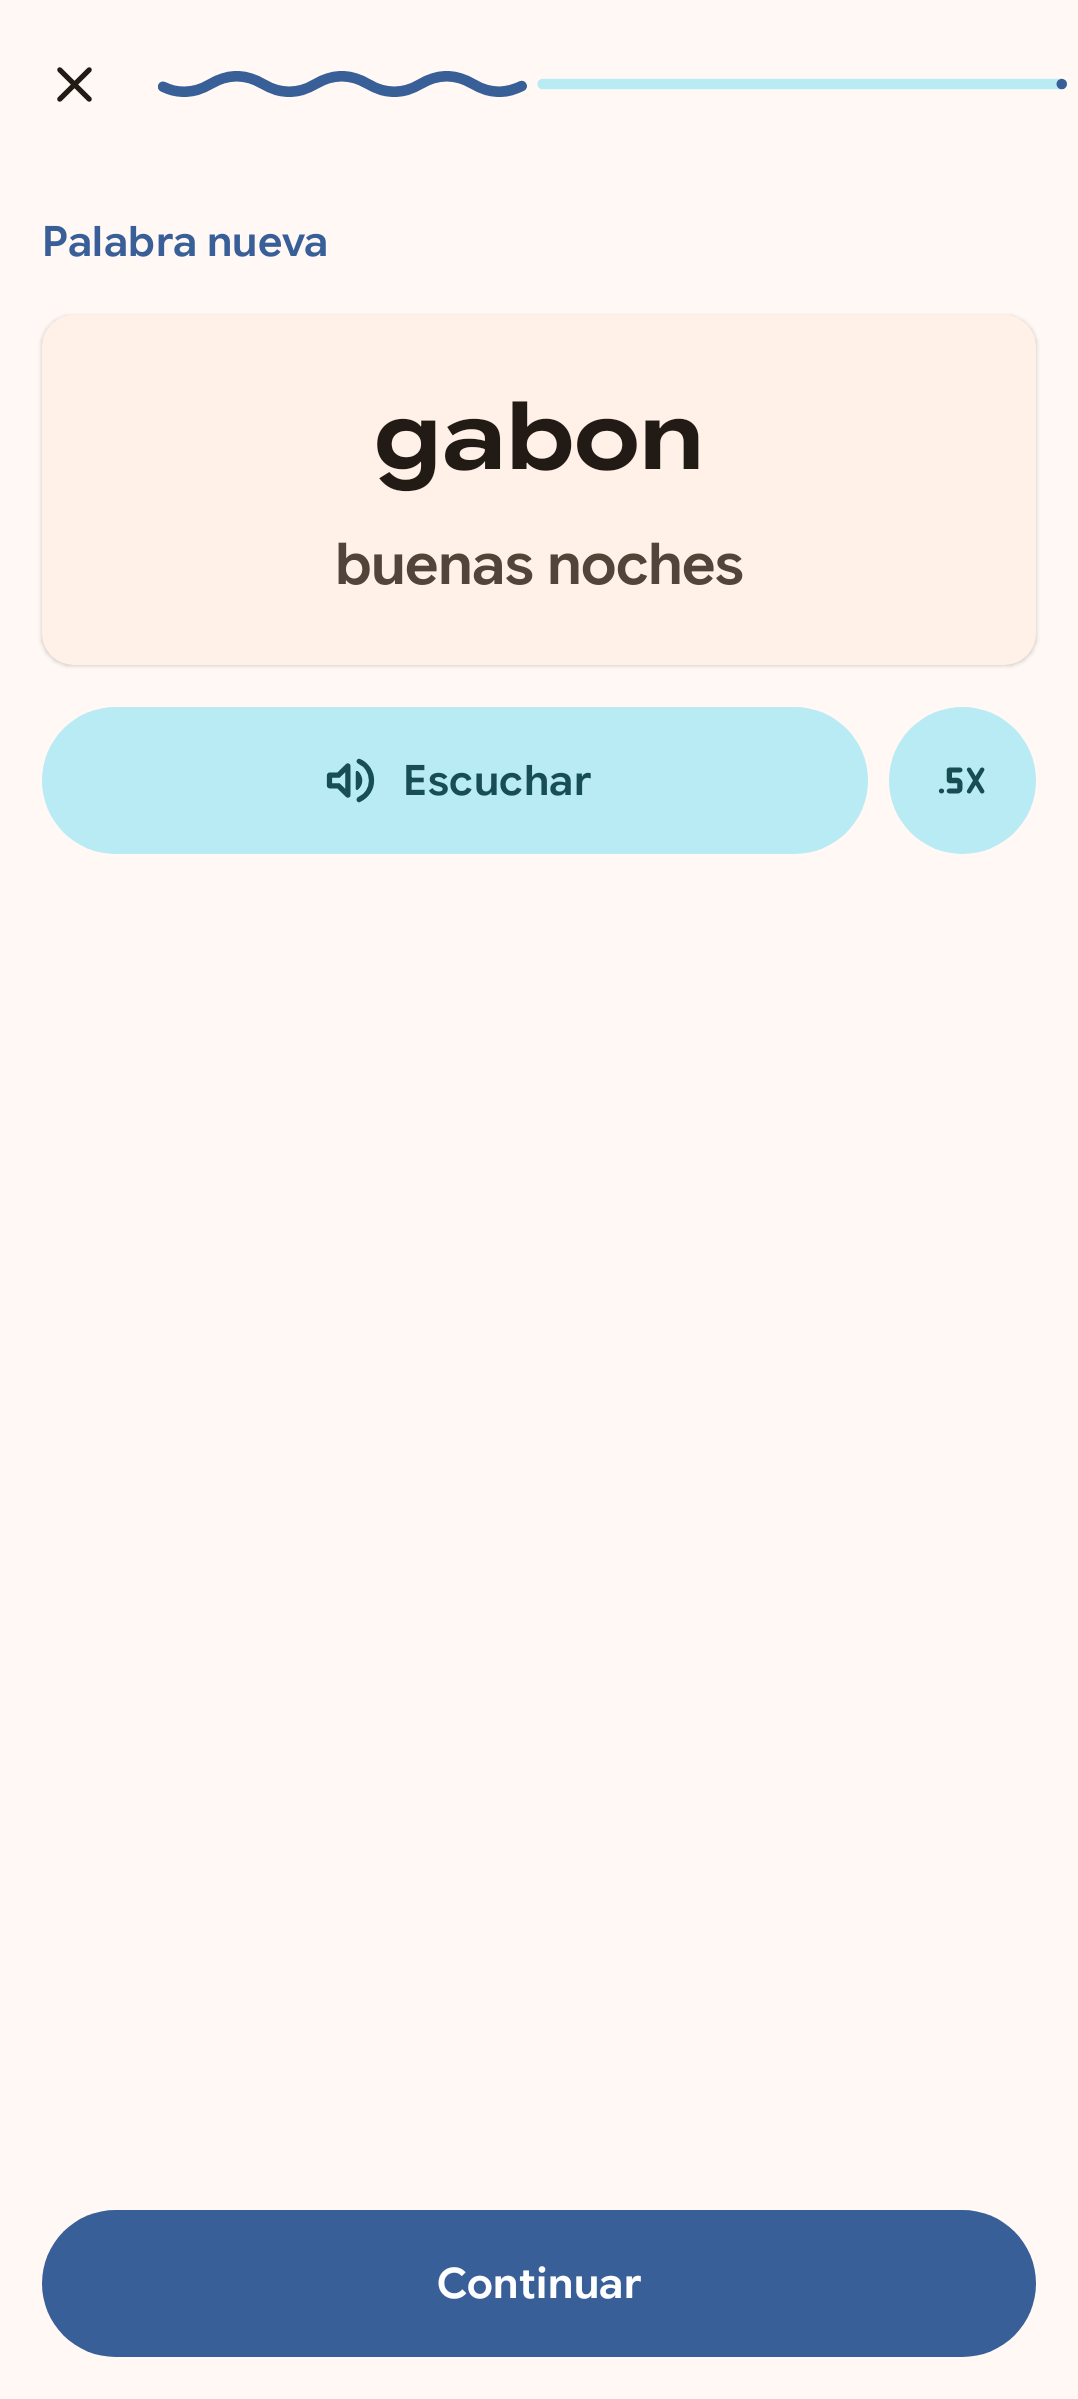 Palabra nueva
gabon
buenas noches
Escuchar
.5X
Continuar